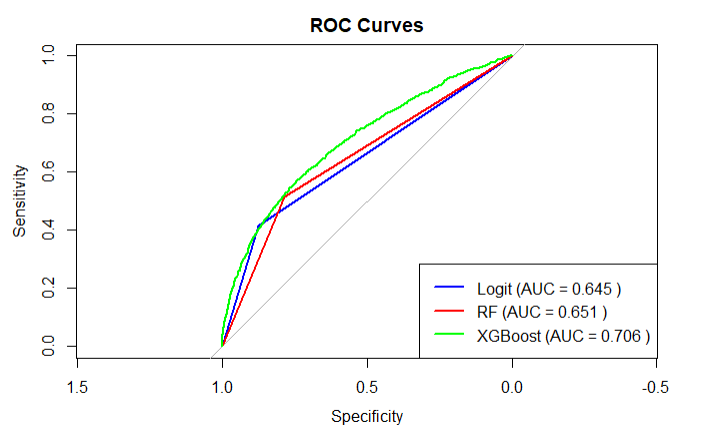 ROC Curves
Sensitivity
1.0
0.8
0.6
0.4
0.2
0.0
Logit (AUC = 0.645 )
RF (AUC = 0.651 )
XGBoost (AUC = 0.706 )
1.5 1.0 0.5 0.0 -0.5
Specificity